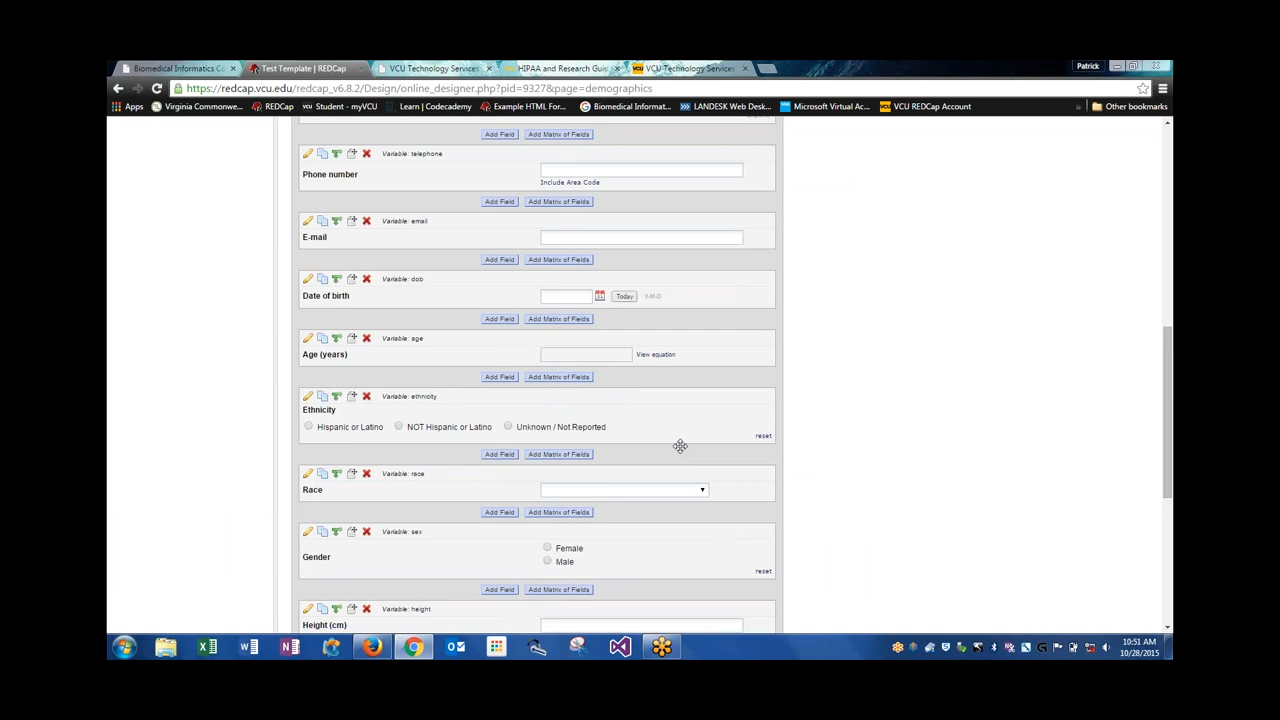 Biomedical Informatics Co
Test Template | REDCap
VCU Technology Services
HIPAA and Research Guid
VCU Technology Services
Patrick
https://redcap.vcu.edu/redcap_v6.8.2/Design/online_designer.php?pid=9327&page=demographics
Apps
Virginia Commonwe...
REDCap
Student - myVCU
Learn | Codecademy
Example HTML For...
Biomedical Informat...
LANDESK Web Desk...
Microsoft Virtual Ac...
VCU REDCap Account
»
Other bookmarks
Add Field Add Matrix of Fields
Variable: telephone
Phone number
Include Area Code
Add Field Add Matrix of Fields
Variable: email
E-mail
Add Field Add Matrix of Fields
Variable: dob
Date of birth
31 Today Y-M-D
Add Field Add Matrix of Fields
Variable: age
Age (years)
View equation
Add Field Add Matrix of Fields
Variable: ethnicity
Ethnicity
Hispanic or Latino NOT Hispanic or Latino Unknown / Not Reported
reset
Add Field Add Matrix of Fields
Variable: race
Race
Add Field Add Matrix of Fields
Variable: sex
Gender
Female
Male
reset
Add Field Add Matrix of Fields
Variable: height
Height (cm)
10:51 AM
10/28/2015